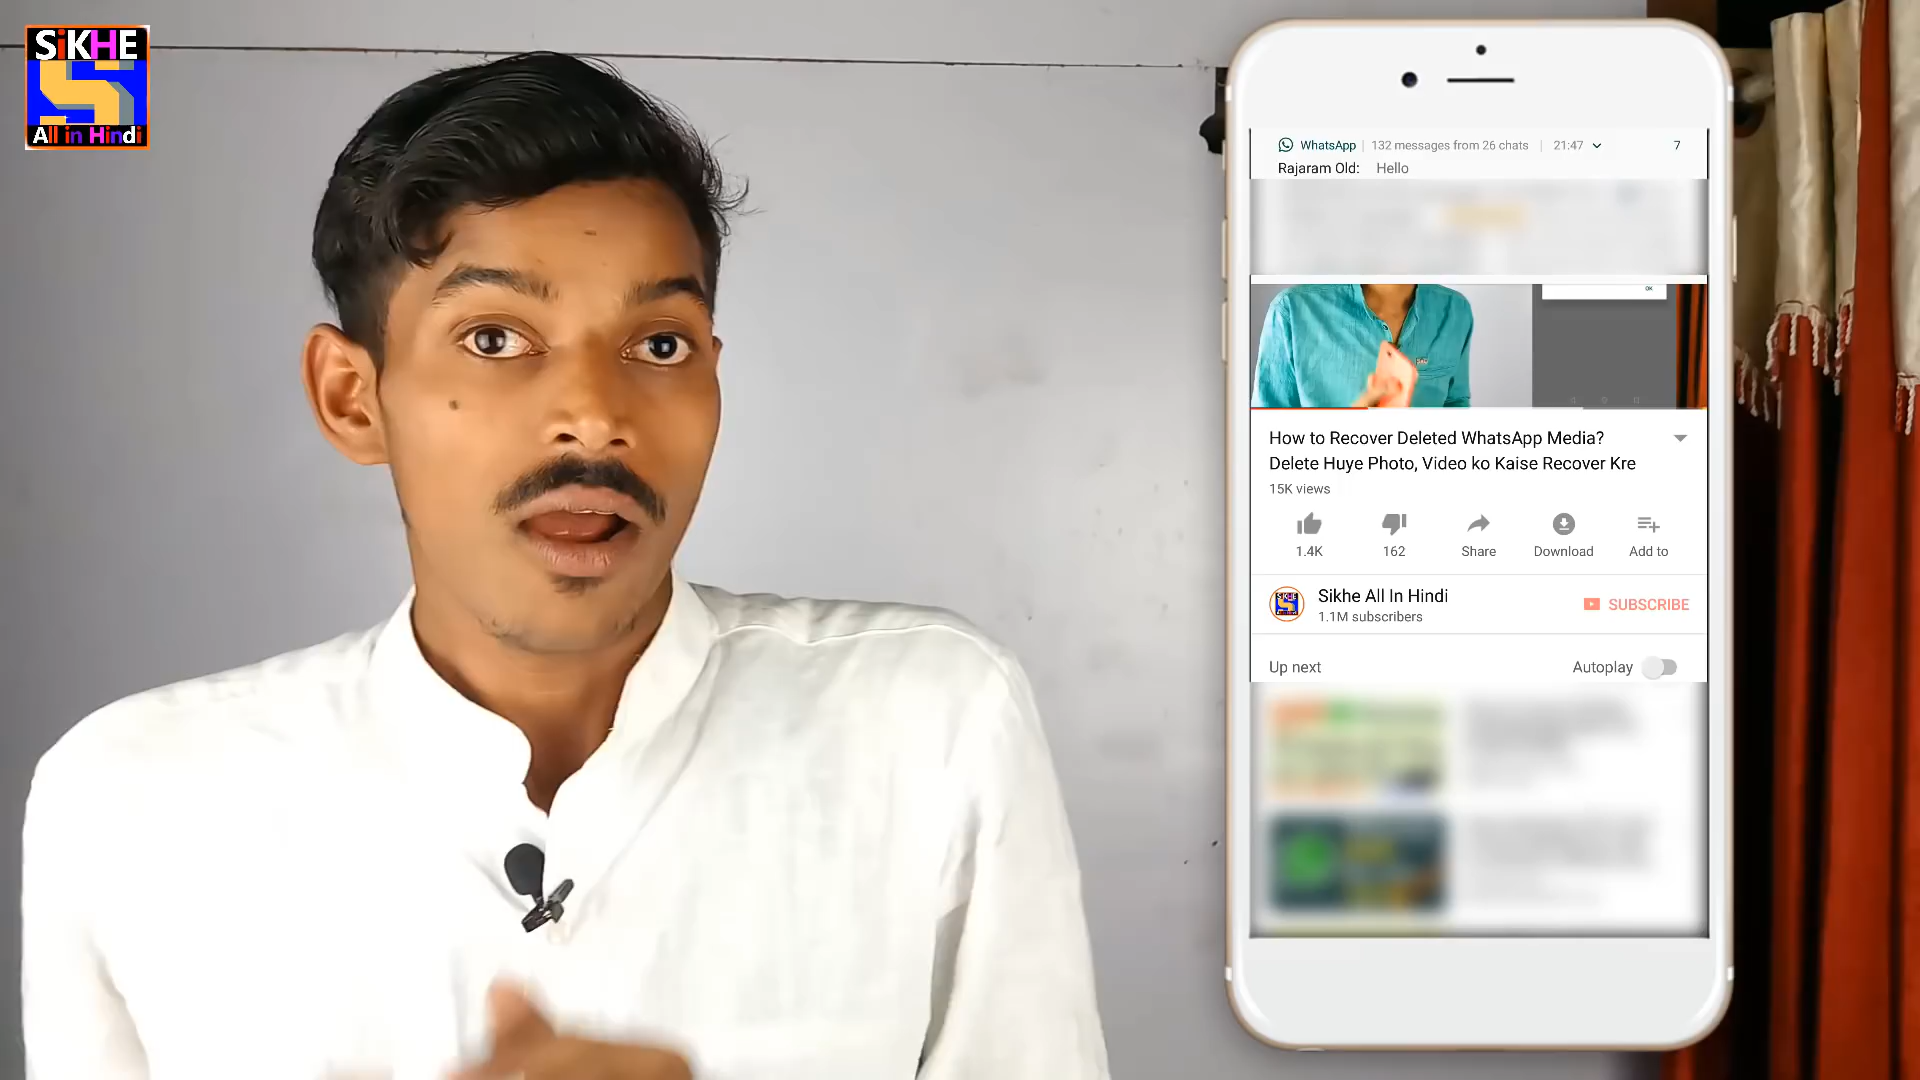 SiKHE
All in Hindi
WhatsApp | 132 messages from 26 chats | 21:47 7
Rajaram Old: Hello
OK
How to Recover Deleted WhatsApp Media?
Delete Huye Photo, Video ko Kaise Recover Kre
15K views
1.4K 162 Share Download Add to
SiKHE
Sikhe All In Hindi
1.1M subscribers
SUBSCRIBE
Up next Autoplay